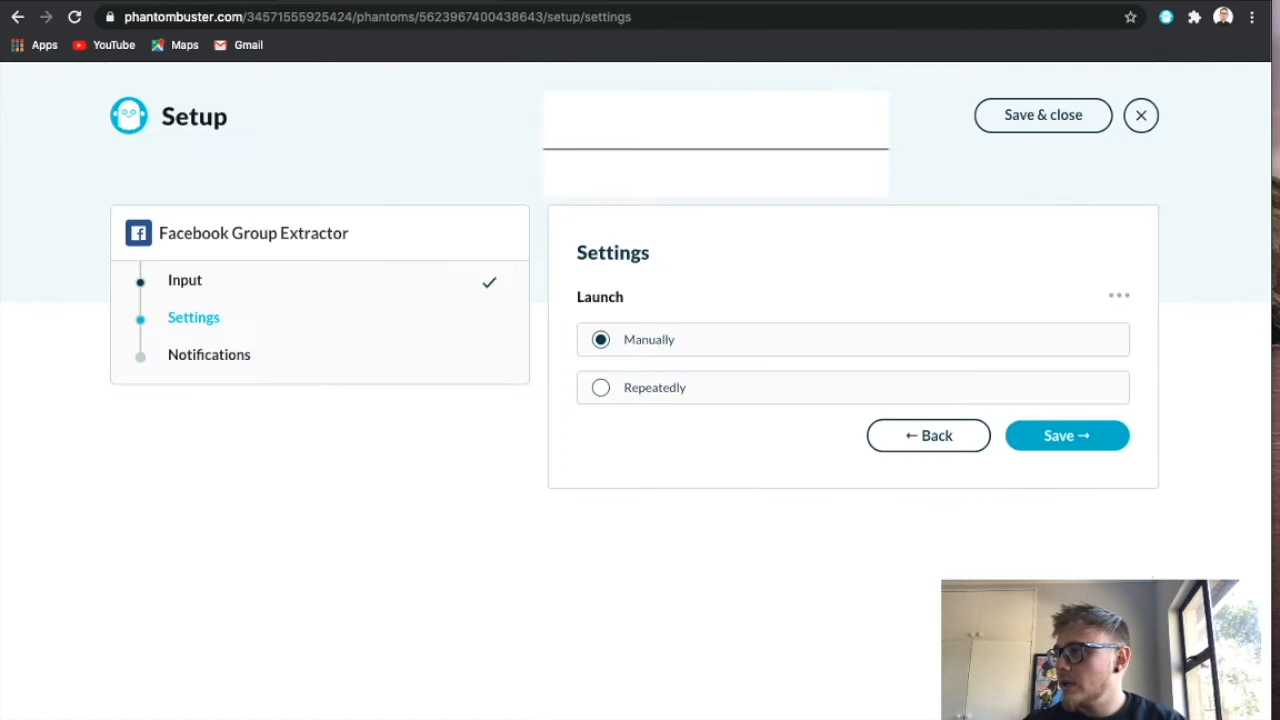 phantombuster.com/34571555925424/phantoms/5623967400438643/setup/settings
Apps YouTube Maps Gmail
Setup
Save & close
Facebook Group Extractor
Input
Settings
Notifications
Settings
Launch
Manually
Repeatedly
← Back Save →